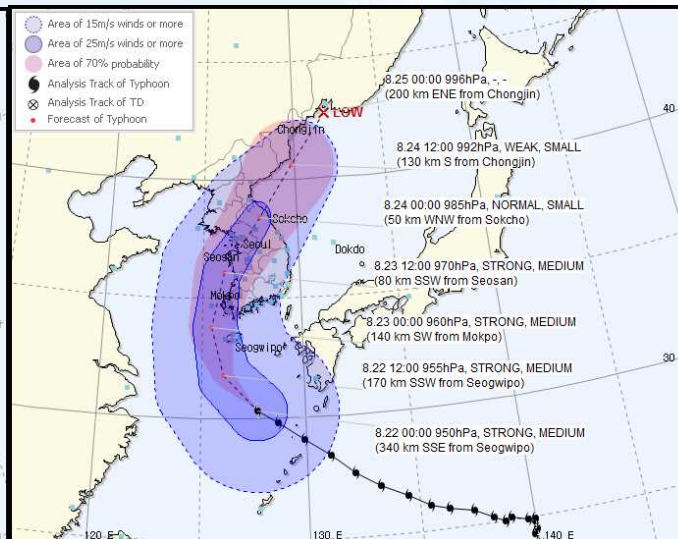 Area of 15m/s winds or more
Area of 25m/s winds or more
Area of 70% probability
Analysis Track of Typhoon
Analysis Track of TD
Forecast of Typhoon
8.25 00:00 996hPa, -, -
(200 km ENE from Chongjin)
LOW
40
Chongjin
8.24 12:00 992hPa, WEAK, SMALL
(130 km S from Chongjin)
8.24 00:00 985hPa, NORMAL, SMALL
(50 km WNW from Sokcho)
Sokcho
Seoul
Dokdo
Seosan
8.23 12:00 970hPa, STRONG, MEDIUM
(80 km SSW from Seosan)
Mokpo
8.23 00:00 960hPa, STRONG, MEDIUM
(140 km SW from Mokpo)
Seogwipo
30
8.22 12:00 955hPa, STRONG, MEDIUM
(170 km SSW from Seogwipo)
8.22 00:00 950hPa, STRONG, MEDIUM
(340 km SSE from Seogwipo)
120 E
130 E
140 E